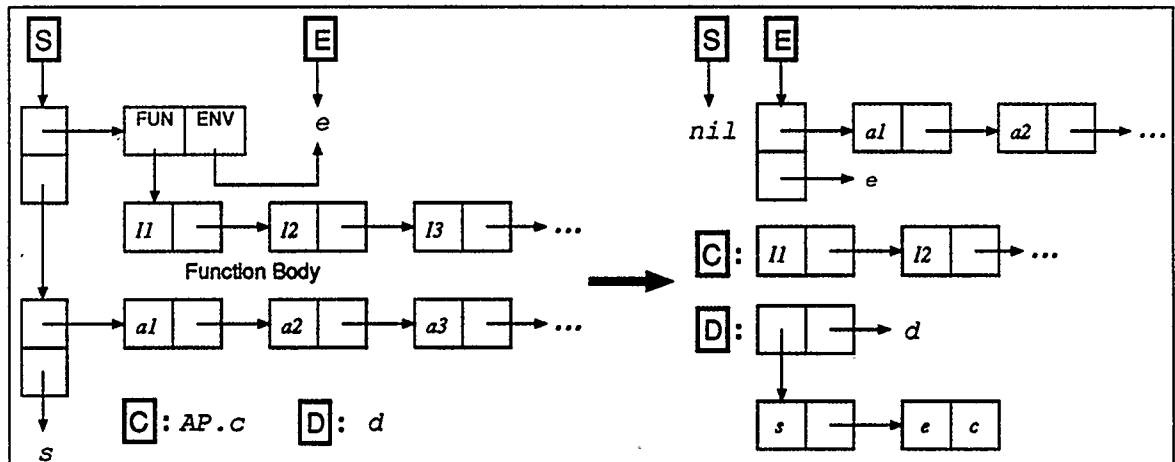 S E
FUN ENV e
I1 I2 I3 ...
Function Body
a1 a2 a3 ...
C : AP.c D : d
s
S E
nil a1 a2 ...
e
C : I1 I2 ...
D : d
s e c